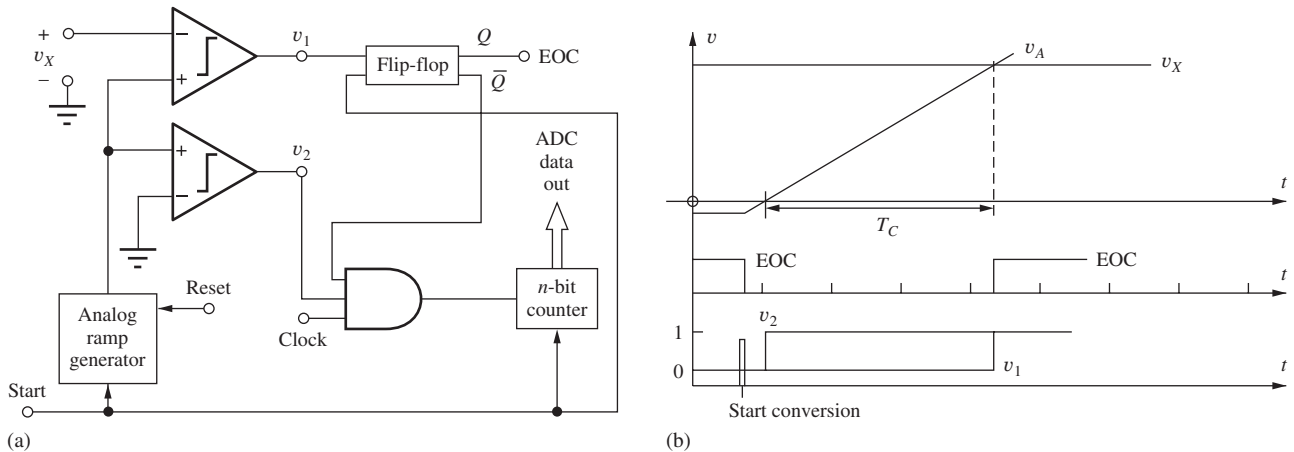 +
v_X
−
−
+
v_1
Flip-flop
Q
Q̅
EOC
+
−
v_2
ADC
data
out
Analog
ramp
generator
Reset
Clock
n-bit
counter
Start
(a)
v
v_A
v_X
t
T_C
EOC
EOC
t
v_2
1
0
v_1
t
Start conversion
(b)